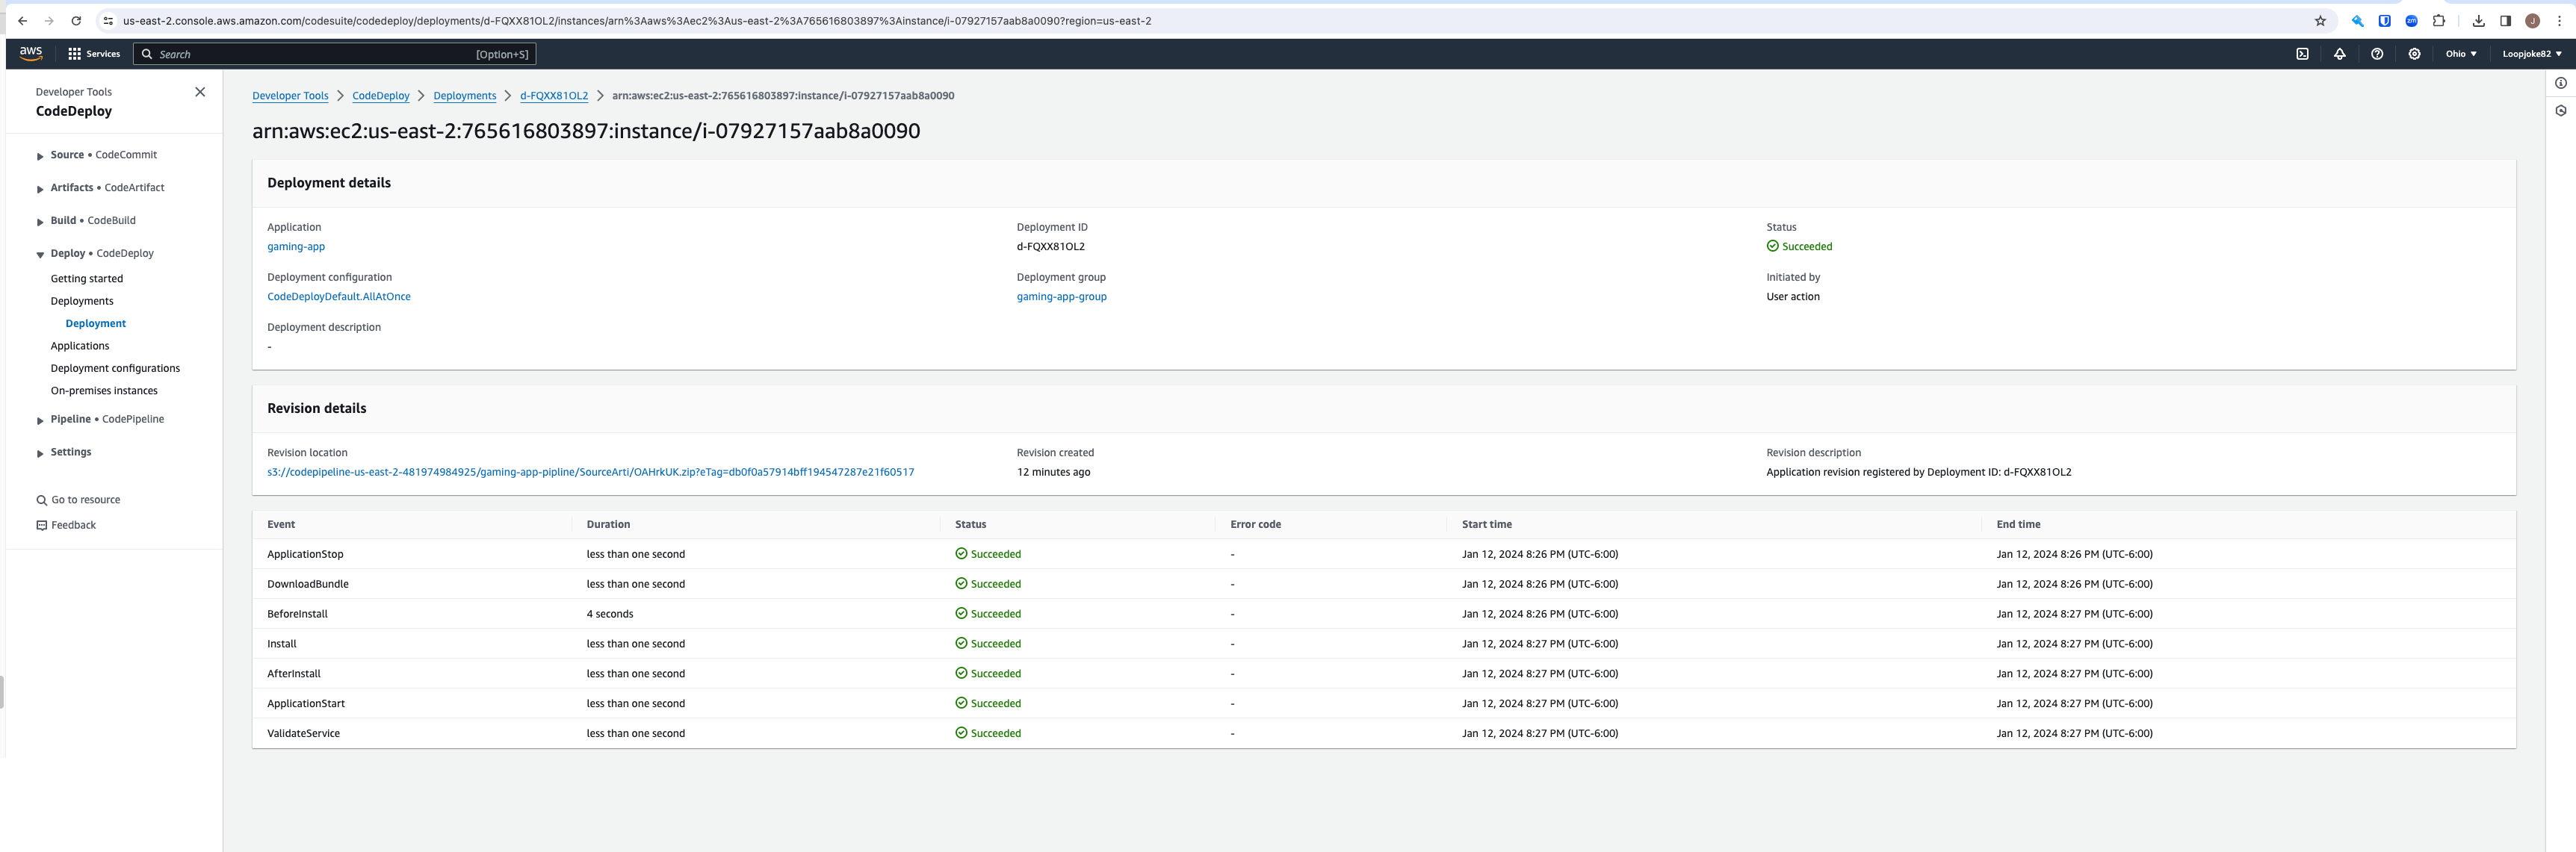 us-east-2.console.aws.amazon.com/codesuite/codedeploy/deployments/d-FQXX81OL2/instances/arn%3Aaws%3Aec2%3Aus-east-2%3A765616803897%3Ainstance/i-07927157aab8a0090?region=us-east-2
zm
J
aws
Services
Search
[Option+S]
Ohio
Loopjoke82
Developer Tools
CodeDeploy
Source • CodeCommit
Artifacts • CodeArtifact
Build • CodeBuild
Deploy • CodeDeploy
Getting started
Deployments
Deployment
Applications
Deployment configurations
On-premises instances
Pipeline • CodePipeline
Settings
Go to resource
Feedback
Developer Tools CodeDeploy Deployments d-FQXX81OL2 arn:aws:ec2:us-east-2:765616803897:instance/i-07927157aab8a0090
arn:aws:ec2:us-east-2:765616803897:instance/i-07927157aab8a0090
Deployment details
Application Deployment ID Status
gaming-app d-FQXX81OL2 Succeeded
Deployment configuration Deployment group Initiated by
CodeDeployDefault.AllAtOnce gaming-app-group User action
Deployment description
-
Revision details
Revision location Revision created Revision description
s3://codepipeline-us-east-2-481974984925/gaming-app-pipline/SourceArti/OAHrkUK.zip?eTag=db0f0a57914bff194547287e21f60517 12 minutes ago Application revision registered by Deployment ID: d-FQXX81OL2
Event Duration Status Error code Start time End time
ApplicationStop less than one second Succeeded - Jan 12, 2024 8:26 PM (UTC-6:00) Jan 12, 2024 8:26 PM (UTC-6:00)
DownloadBundle less than one second Succeeded - Jan 12, 2024 8:26 PM (UTC-6:00) Jan 12, 2024 8:26 PM (UTC-6:00)
BeforeInstall 4 seconds Succeeded - Jan 12, 2024 8:26 PM (UTC-6:00) Jan 12, 2024 8:27 PM (UTC-6:00)
Install less than one second Succeeded - Jan 12, 2024 8:27 PM (UTC-6:00) Jan 12, 2024 8:27 PM (UTC-6:00)
AfterInstall less than one second Succeeded - Jan 12, 2024 8:27 PM (UTC-6:00) Jan 12, 2024 8:27 PM (UTC-6:00)
ApplicationStart less than one second Succeeded - Jan 12, 2024 8:27 PM (UTC-6:00) Jan 12, 2024 8:27 PM (UTC-6:00)
ValidateService less than one second Succeeded - Jan 12, 2024 8:27 PM (UTC-6:00) Jan 12, 2024 8:27 PM (UTC-6:00)